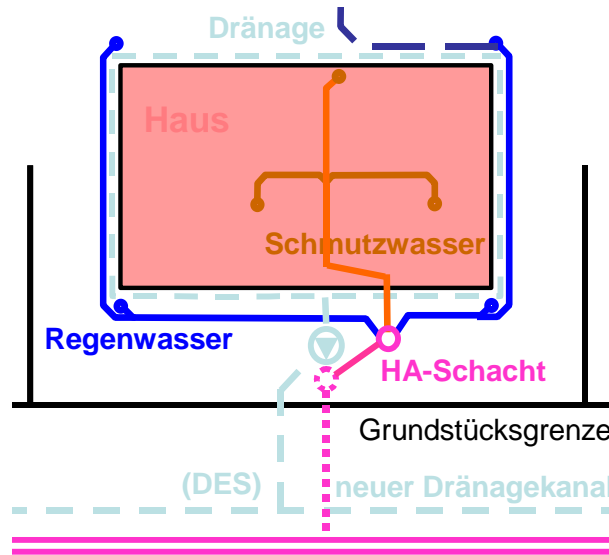 Dränage
Haus
Schmutzwasser
Regenwasser
HA-Schacht
Grundstücksgrenze
(DES)
neuer Dränagekanal